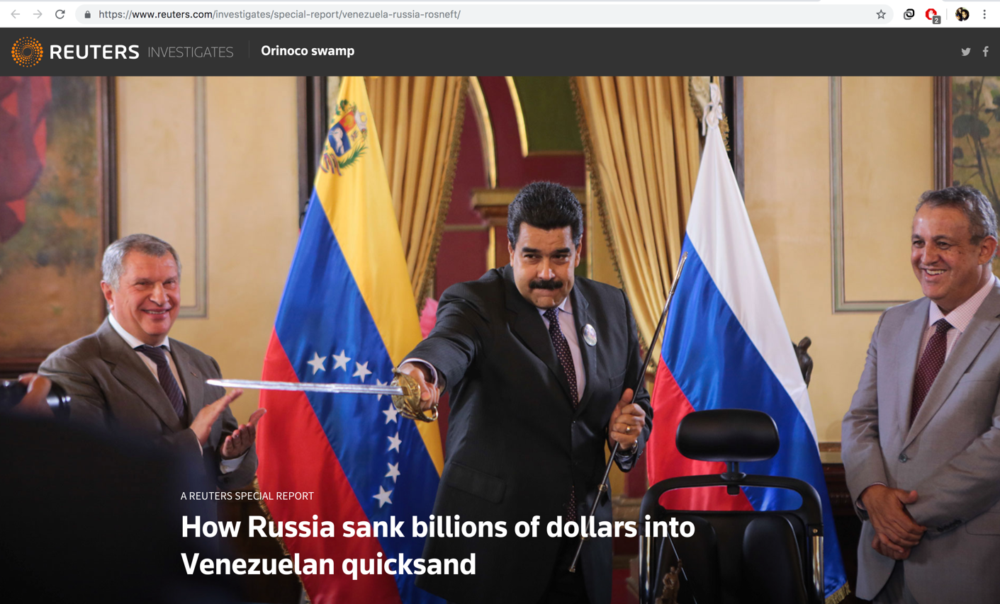 https://www.reuters.com/investigates/special-report/venezuela-russia-rosneft/
2
REUTERS INVESTIGATES
Orinoco swamp
A REUTERS SPECIAL REPORT
How Russia sank billions of dollars into
Venezuelan quicksand